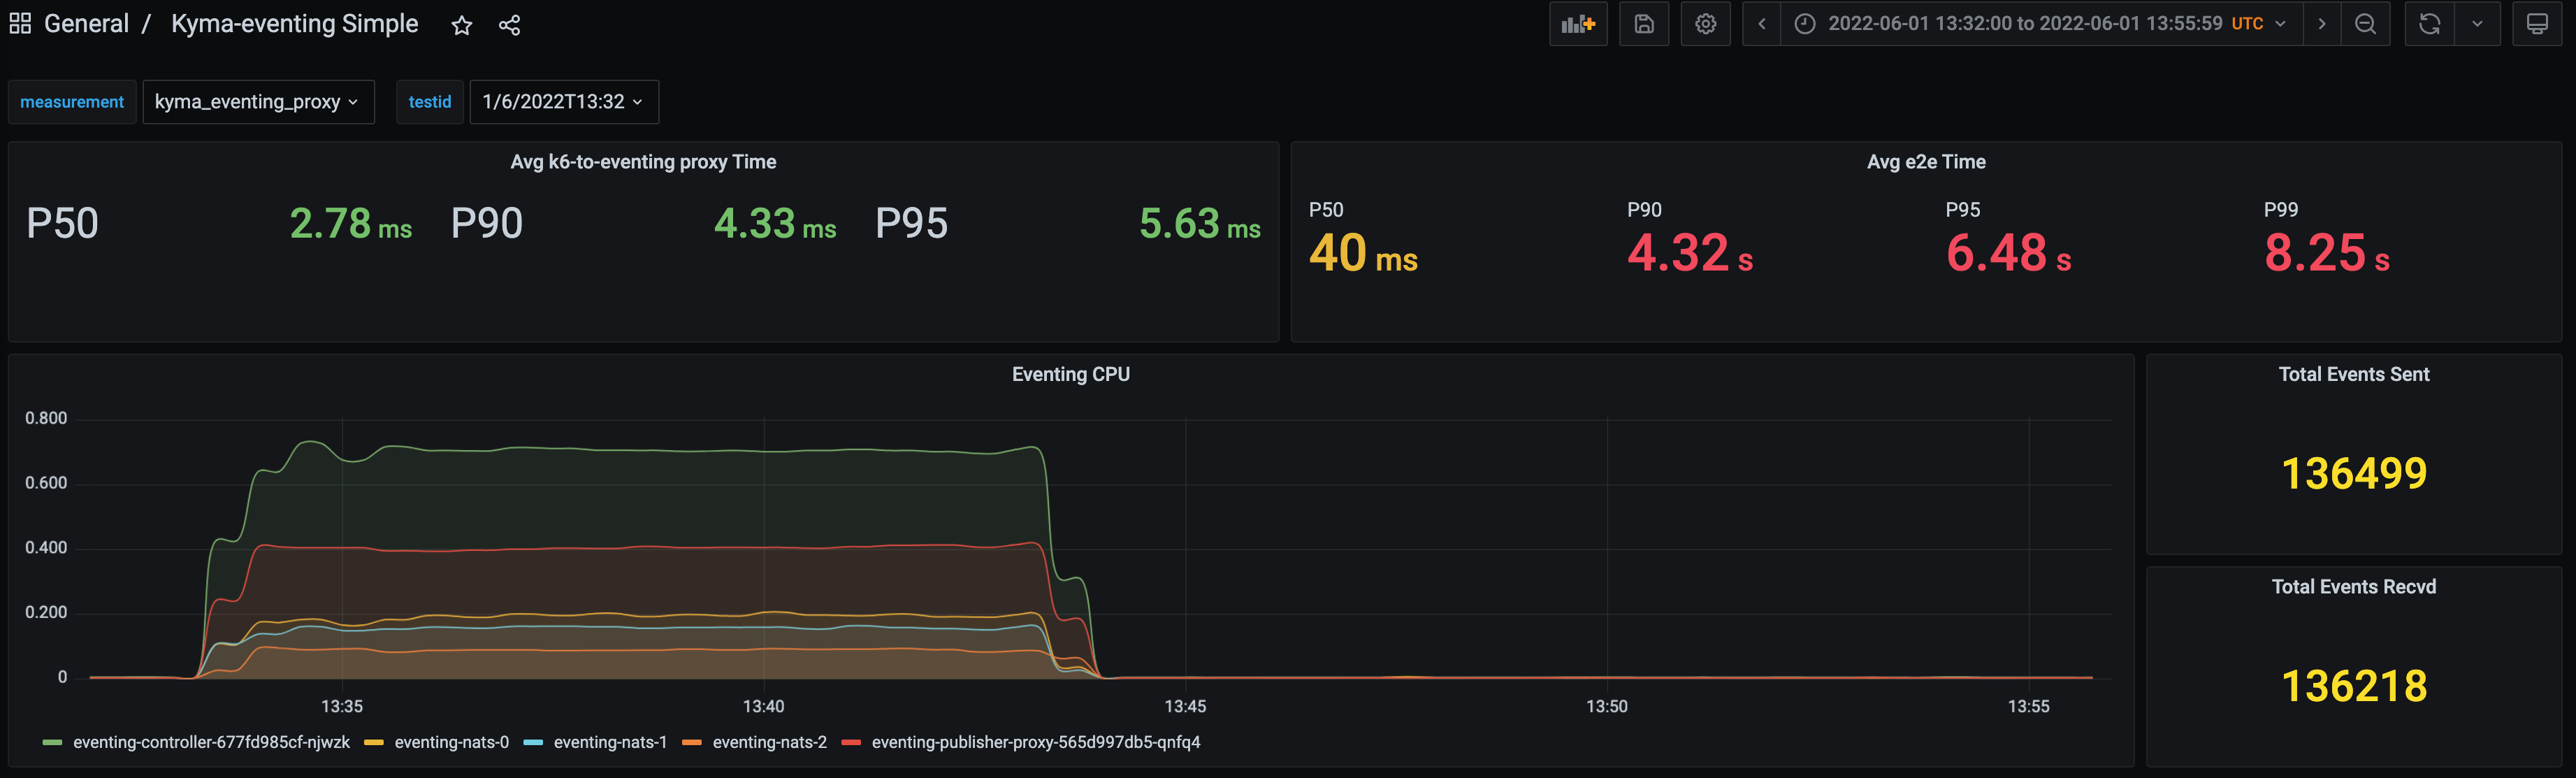 General / Kyma-eventing Simple
2022-06-01 13:32:00 to 2022-06-01 13:55:59 UTC
measurement kyma_eventing_proxy testid 1/6/2022T13:32
Avg k6-to-eventing proxy Time
P50 2.78 ms P90 4.33 ms P95 5.63 ms
Avg e2e Time
P50 P90 P95 P99
40 ms 4.32 s 6.48 s 8.25 s
Eventing CPU
0.800
0.600
0.400
0.200
0
13:35 13:40 13:45 13:50 13:55
eventing-controller-677fd985cf-njwzk eventing-nats-0 eventing-nats-1 eventing-nats-2 eventing-publisher-proxy-565d997db5-qnfq4
Total Events Sent
136499
Total Events Recvd
136218